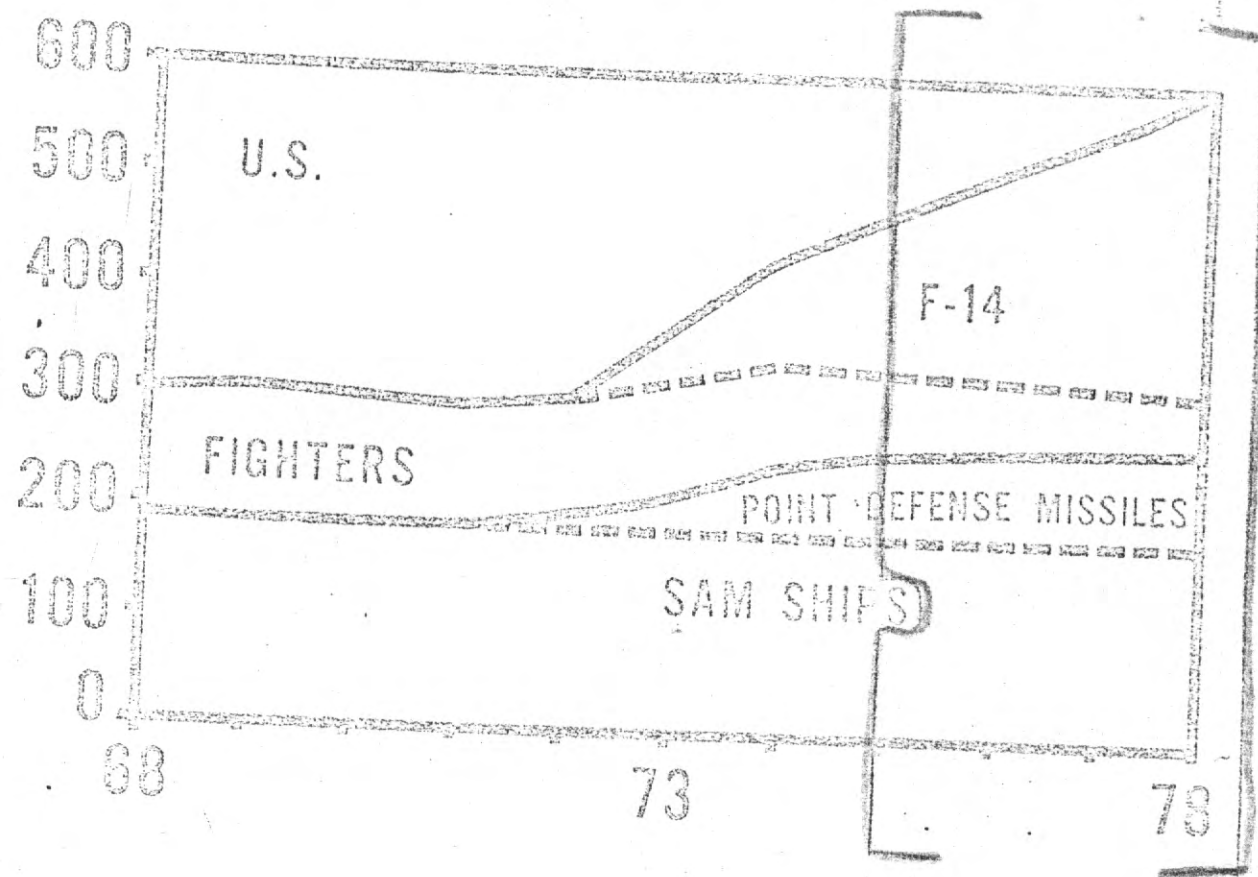 600
500
U.S.
400
F-14
300
FIGHTERS
200
POINT DEFENSE MISSILES
100
SAM SHIPS
0
68
73
78